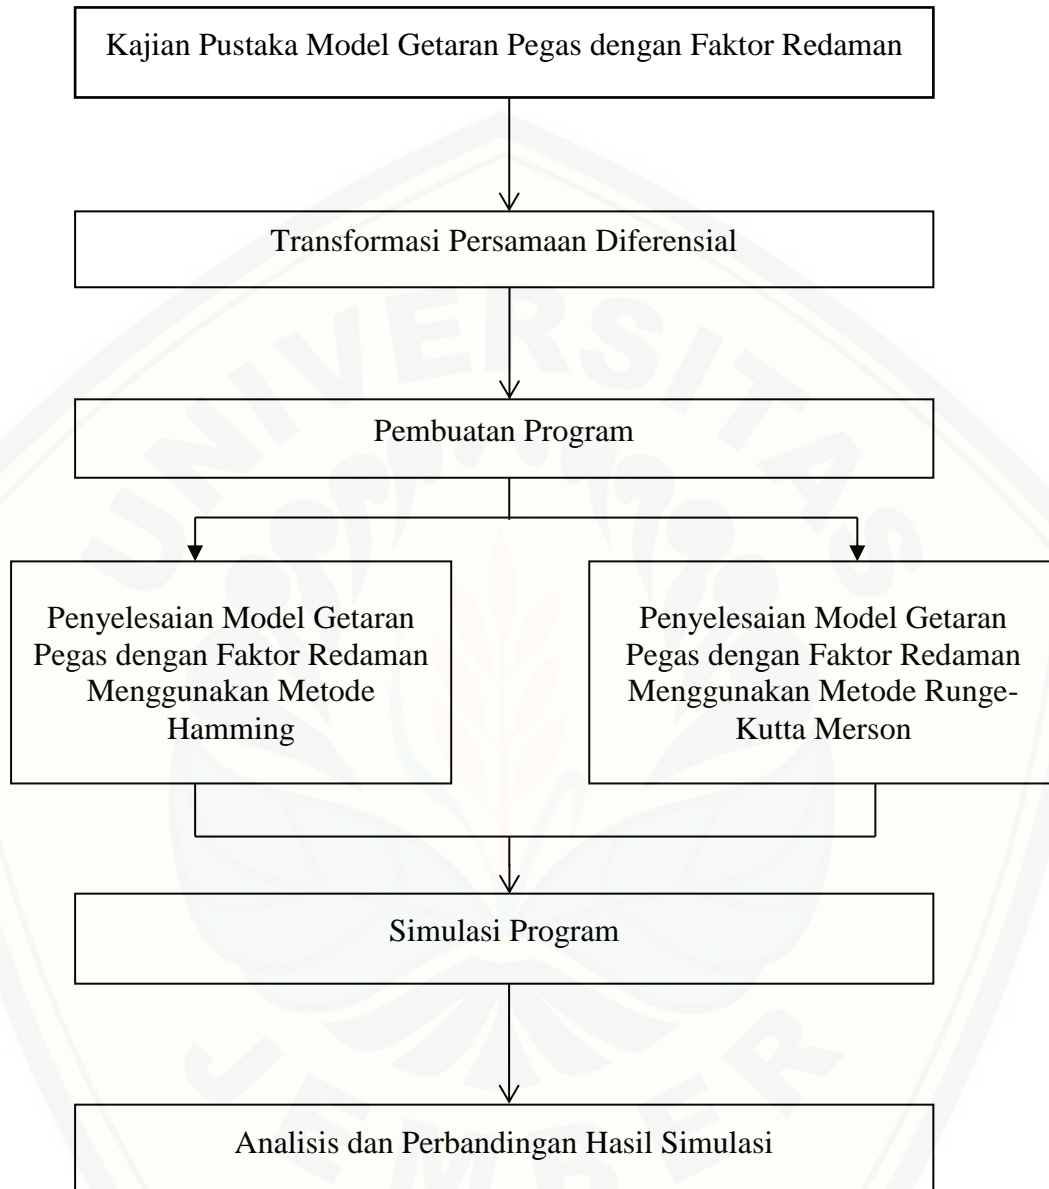 Kajian Pustaka Model Getaran Pegas dengan Faktor Redaman
Transformasi Persamaan Diferensial
UNIVERSITAS
Pembuatan Program
Penyelesaian Model Getaran
Pegas dengan Faktor Redaman
Menggunakan Metode
Hamming
Penyelesaian Model Getaran
Pegas dengan Faktor Redaman
Menggunakan Metode Runge-
Kutta Merson
Simulasi Program
JEMBER
Analisis dan Perbandingan Hasil Simulasi